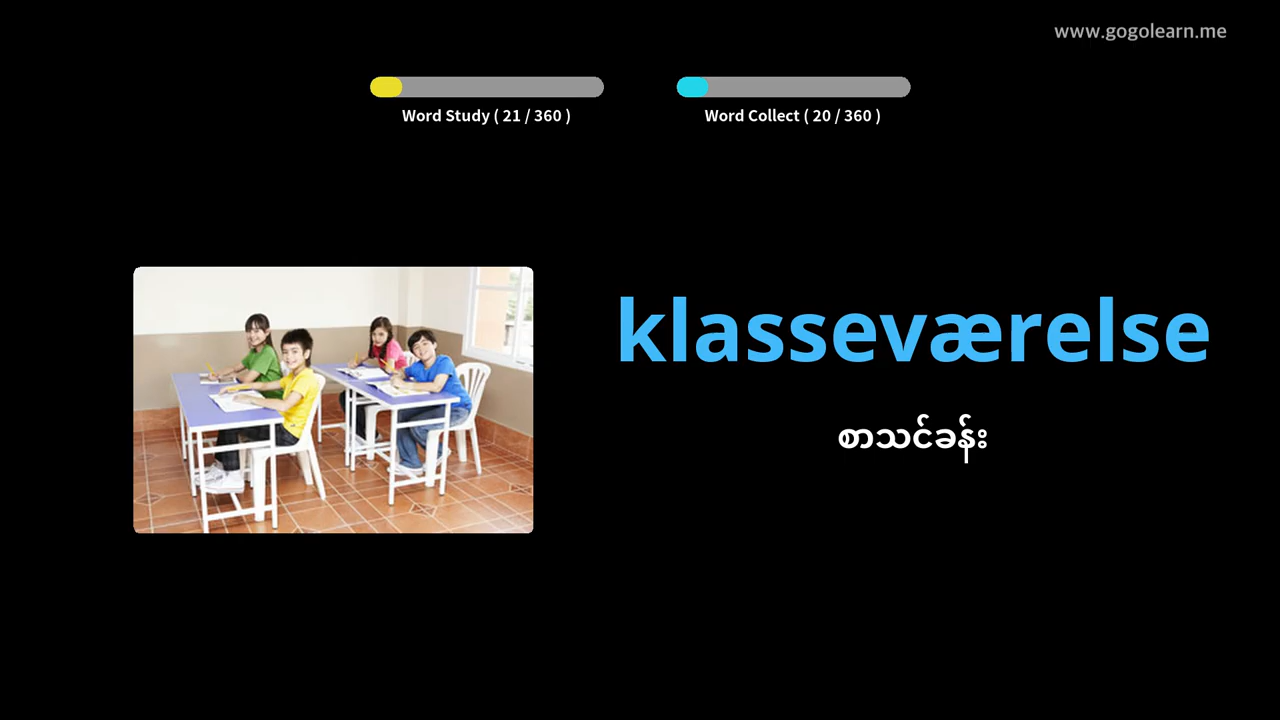 www.gogolearn.me
Word Study ( 21 / 360 )
Word Collect ( 20 / 360 )
klasseværelse
စာသင်ခန်း